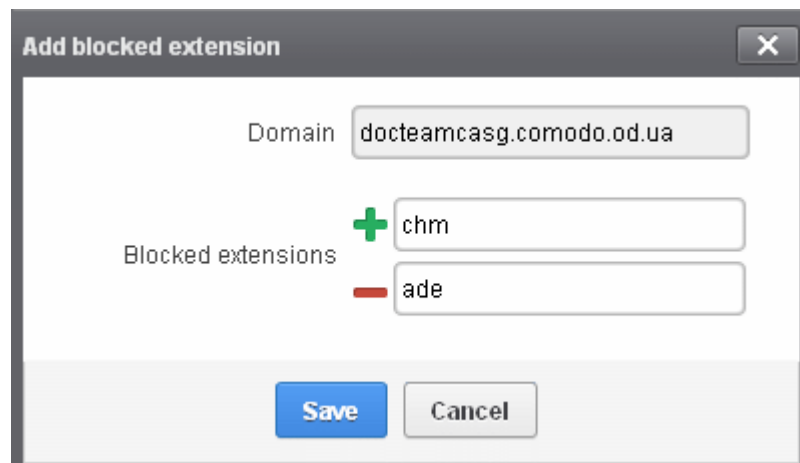 Add blocked extension
Domain docteamcasg.comodo.od.ua
chm
Blocked extensions
ade
Save Cancel